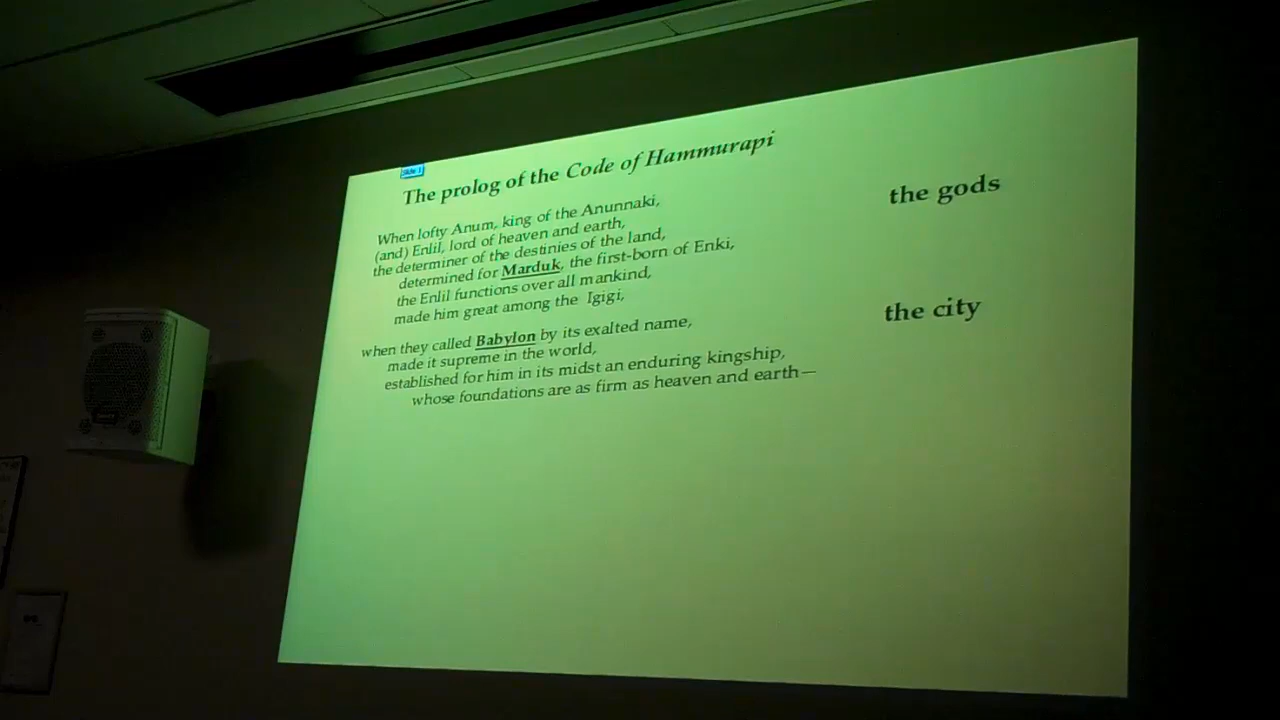 Slide 1
The prolog of the Code of Hammurapi
When lofty Anum, king of the Anunnaki,
(and) Enlil, lord of heaven and earth,
the determiner of the destinies of the land,
determined for Marduk, the first-born of Enki,
the Enlil functions over all mankind,
made him great among the Igigi,
the gods
when they called Babylon by its exalted name,
made it supreme in the world,
established for him in its midst an enduring kingship,
whose foundations are as firm as heaven and earth—
the city